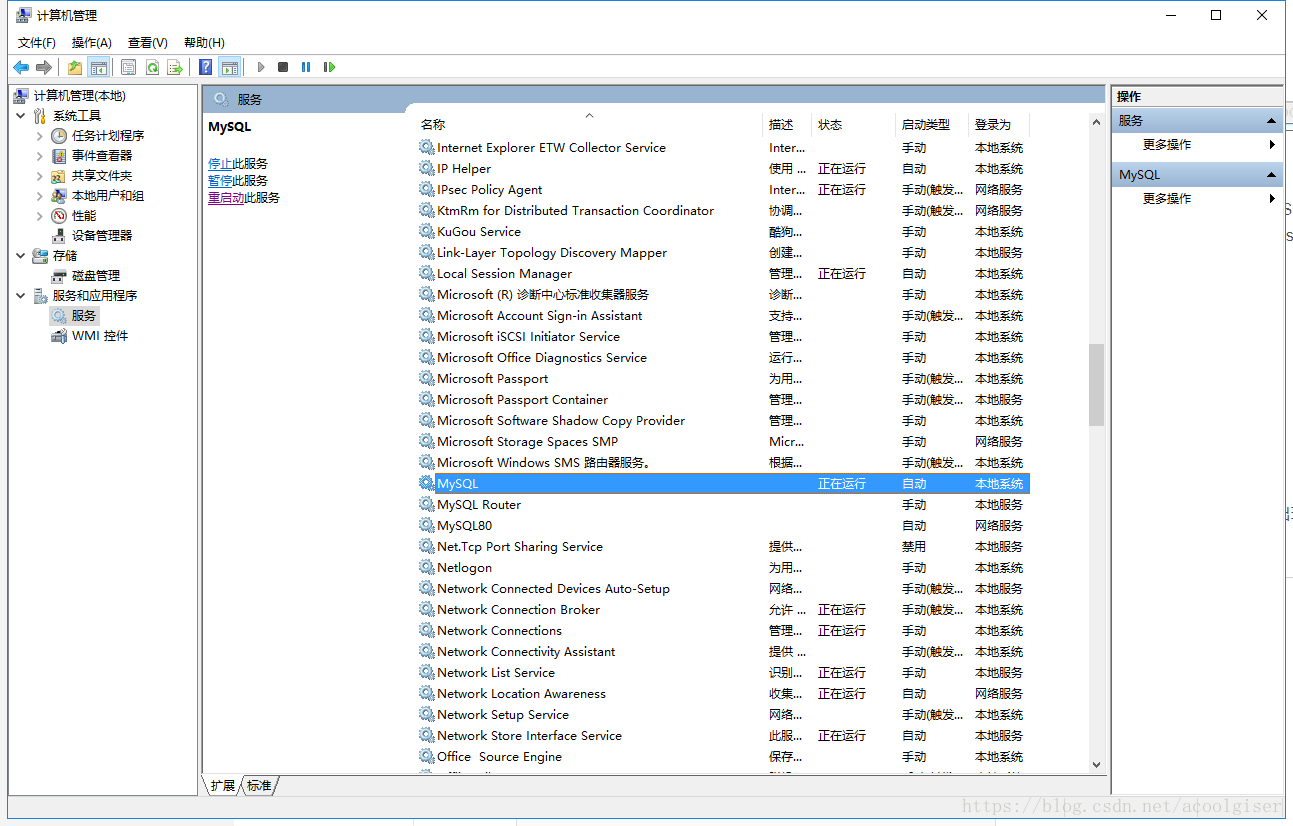 计算机管理
文件(F) 操作(A) 查看(V) 帮助(H)
计算机管理(本地)
系统工具
任务计划程序
事件查看器
共享文件夹
本地用户和组
性能
设备管理器
存储
磁盘管理
服务和应用程序
服务
WMI 控件
服务
MySQL
停止此服务
暂停此服务
重启动此服务
名称 描述 状态 启动类型 登录为
Internet Explorer ETW Collector Service Inter... 手动 本地系统
IP Helper 使用 ... 正在运行 自动 本地系统
IPsec Policy Agent Inter... 正在运行 手动(触发... 网络服务
KtmRm for Distributed Transaction Coordinator 协调... 手动(触发... 网络服务
KuGou Service 酷狗... 手动 本地系统
Link-Layer Topology Discovery Mapper 创建... 手动 本地服务
Local Session Manager 管理... 正在运行 自动 本地系统
Microsoft (R) 诊断中心标准收集器服务 诊断... 手动 本地系统
Microsoft Account Sign-in Assistant 支持... 手动(触发... 本地系统
Microsoft iSCSI Initiator Service 管理... 手动 本地系统
Microsoft Office Diagnostics Service 运行... 手动 本地系统
Microsoft Passport 为用... 手动(触发... 本地系统
Microsoft Passport Container 管理... 手动(触发... 本地服务
Microsoft Software Shadow Copy Provider 管理... 手动 本地系统
Microsoft Storage Spaces SMP Micr... 手动 网络服务
Microsoft Windows SMS 路由器服务。 根据... 手动(触发... 本地系统
MySQL 正在运行 自动 本地系统
MySQL Router 手动 本地服务
MySQL80 自动 网络服务
Net.Tcp Port Sharing Service 提供... 禁用 本地服务
Netlogon 为用... 手动 本地系统
Network Connected Devices Auto-Setup 网络... 手动(触发... 本地服务
Network Connection Broker 允许 ... 正在运行 手动(触发... 本地系统
Network Connections 管理... 正在运行 手动 本地系统
Network Connectivity Assistant 提供 ... 手动(触发... 本地系统
Network List Service 识别... 正在运行 手动 本地服务
Network Location Awareness 收集... 正在运行 自动 网络服务
Network Setup Service 网络... 手动(触发... 本地系统
Network Store Interface Service 此服... 正在运行 自动 本地服务
Office  Source Engine 保存... 手动 本地系统
扩展 标准
操作
服务
更多操作
MySQL
更多操作
https://blog.csdn.net/acoolgiser